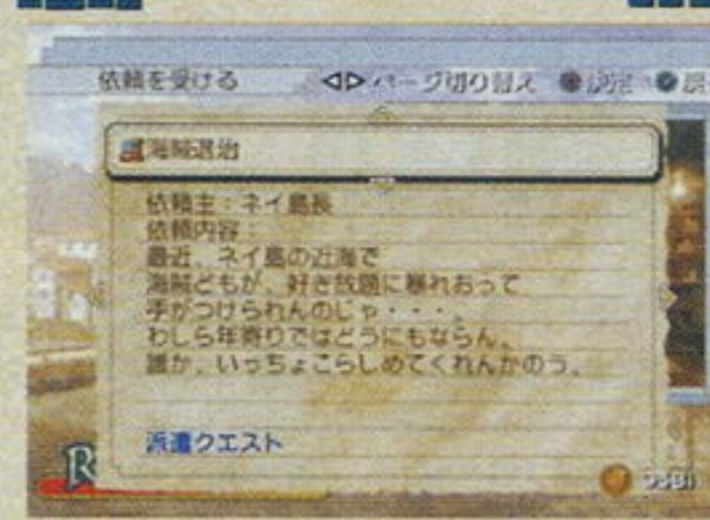 依頼を受ける ◁▷ ページ切り替え 決定
海賊退治
依頼主：ネイ島長
依頼内容：
最近、ネイ島の近海で
海賊どもが、好き放題に暴れおって
手がつけられんのじゃ・・・。
わしら年寄りではどうにもならん。
誰か、いっちょこらしめてくれんかのう。
派遣クエスト
R